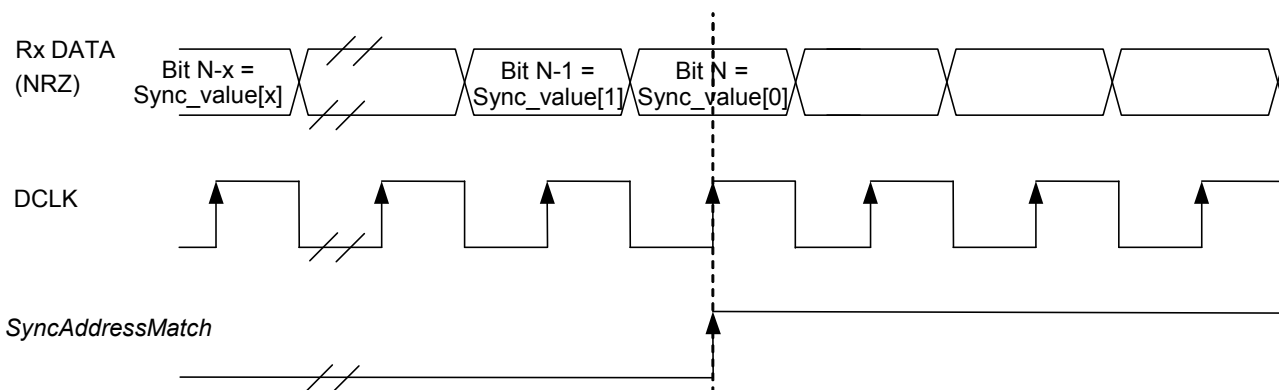 Rx DATA
(NRZ)
Bit N-x =
Sync_value[x]
Bit N-1 =
Sync_value[1]
Bit N =
Sync_value[0]
DCLK
SyncAddressMatch